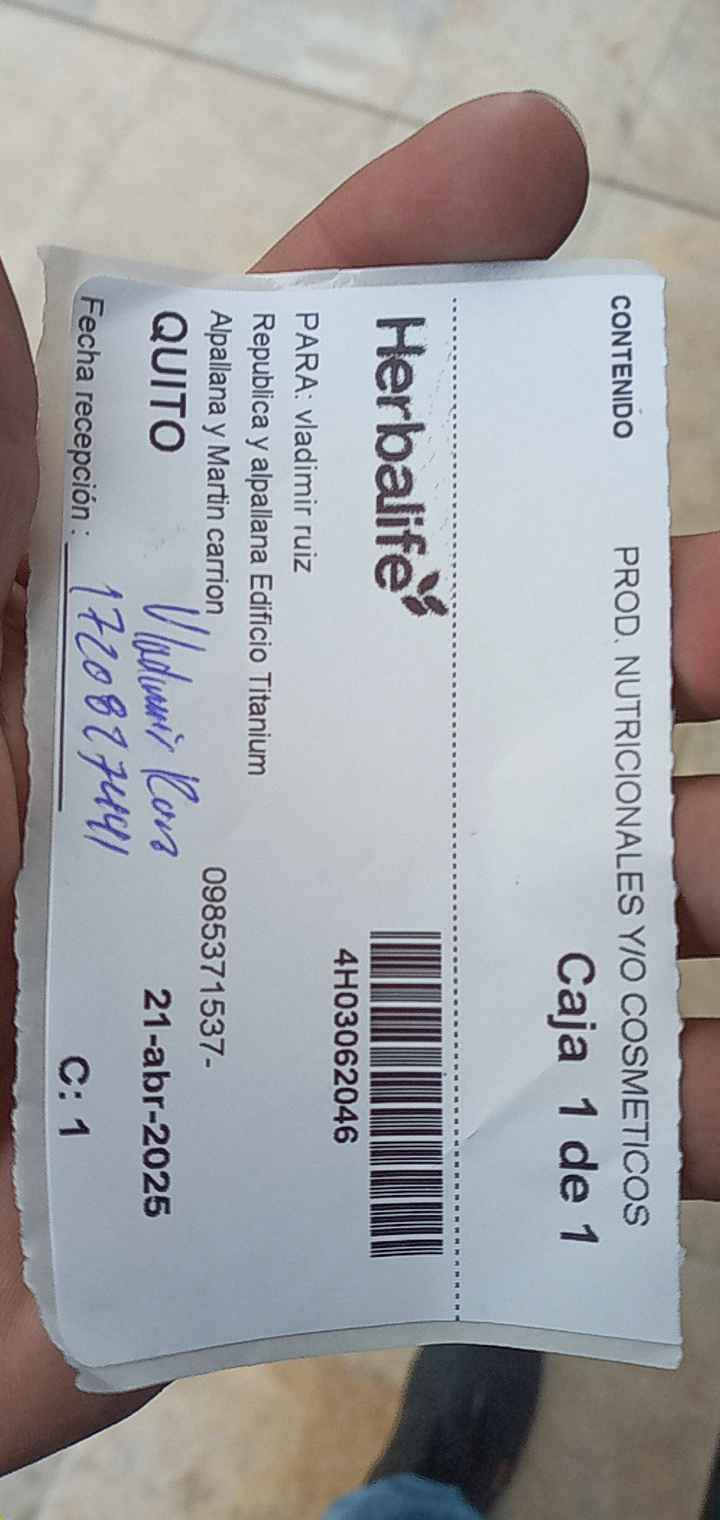 CONTENIDO PROD. NUTRICIONALES Y/O COSMETICOS
Caja 1 de 1
Herbalife
4H03062046
PARA: vladimir ruiz
Republica y alpallana Edificio Titanium
Alpallana y Martin carrion 0985371537-
QUITO 21-abr-2025
Vladimir
Fecha recepción : C: 1